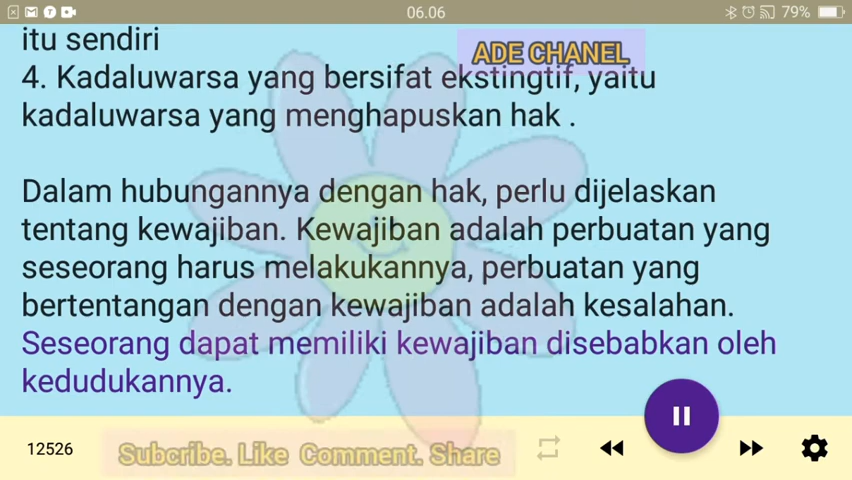 06.06
79%
itu sendiri
ADE CHANEL
4. Kadaluwarsa yang bersifat ekstingtif, yaitu
kadaluwarsa yang menghapuskan hak .
Dalam hubungannya dengan hak, perlu dijelaskan
tentang kewajiban. Kewajiban adalah perbuatan yang
seseorang harus melakukannya, perbuatan yang
bertentangan dengan kewajiban adalah kesalahan.
Seseorang dapat memiliki kewajiban disebabkan oleh
kedudukannya.
12526
Subcribe. Like Comment. Share